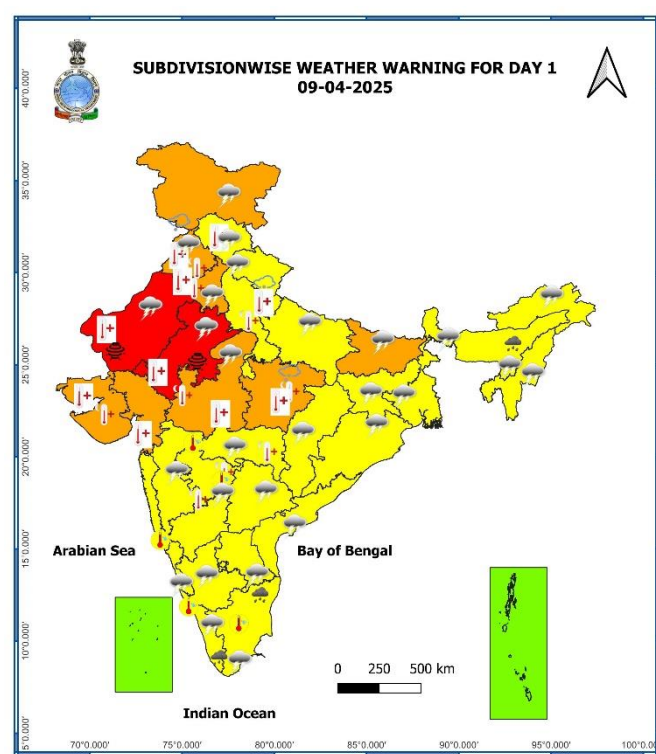 SUBDIVISIONWISE WEATHER WARNING FOR DAY 1
09-04-2025
40°0.000'
35°0.000'
30°0.000'
25°0.000'
20°0.000'
15°0.000'
10°0.000'
5°0.000'
Arabian Sea
Bay of Bengal
0 250 500 km
Indian Ocean
70°0.000' 75°0.000' 80°0.000' 85°0.000' 90°0.000' 95°0.000' 100°0.000'